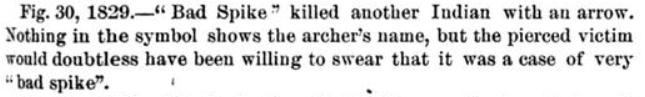 Fig. 30, 1829.—“Bad Spike” killed another Indian with an arrow.
Nothing in the symbol shows the archer's name, but the pierced victim
would doubtless have been willing to swear that it was a case of very
“bad spike”.